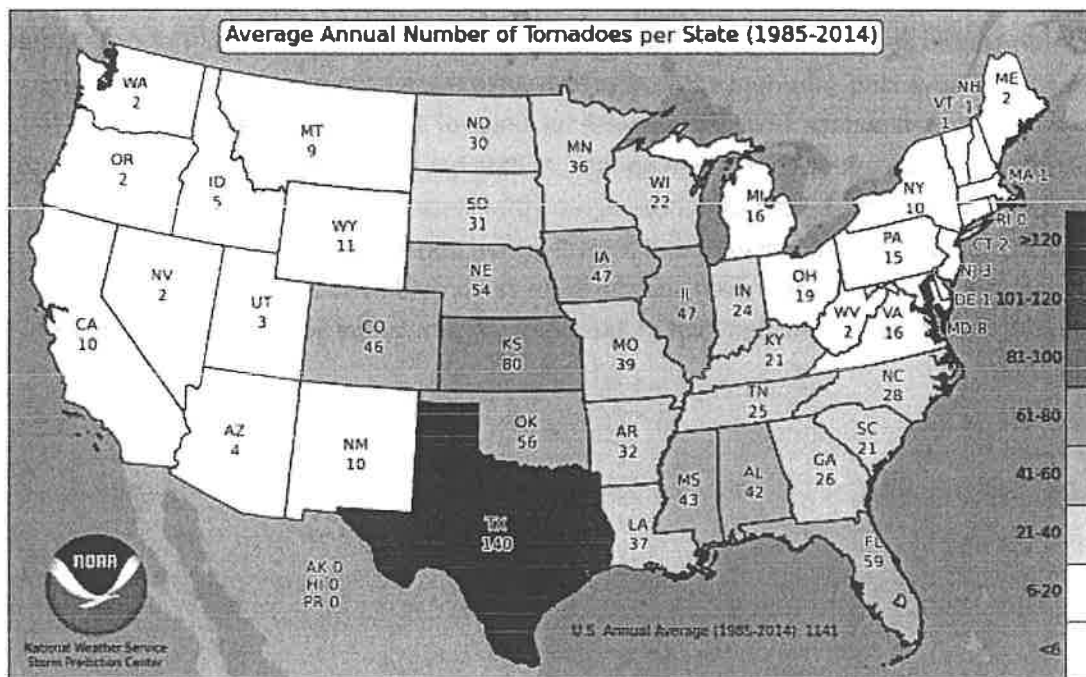 Average Annual Number of Tornadoes per State (1985-2014)
WA
2
OR
2
CA
10
NV
2
ID
5
MT
9
WY
11
UT
3
AZ
4
CO
46
NM
10
ND
30
SD
31
NE
54
KS
80
OK
56
TX
140
MN
36
IA
47
MO
39
AR
32
LA
37
WI
22
IL
47
MI
16
IN
24
OH
19
KY
21
TN
25
MS
43
AL
42
GA
26
FL
59
SC
21
NC
28
VA
16
WV
2
PA
15
NY
10
VT
1
NH
1
ME
2
MA 1
RI 0
CT 2
NJ 3
DE 1
MD 8
>120
101-120
81-100
61-80
41-60
21-40
6-20
<6
AK 0
HI 0
PR 0
U.S. Annual Average (1985-2014) 1141
NOAA
National Weather Service
Storm Prediction Center